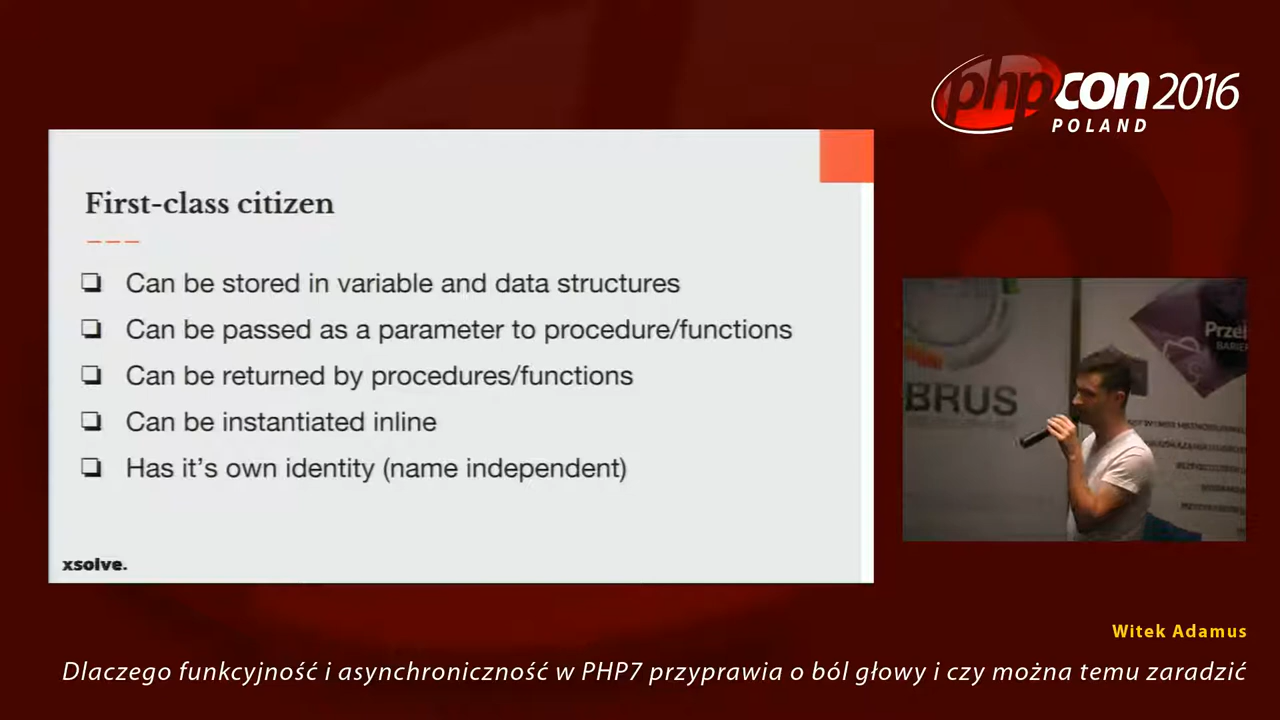 phpcon 2016
POLAND
First-class citizen
Can be stored in variable and data structures
Can be passed as a parameter to procedure/functions
Can be returned by procedures/functions
Can be instantiated inline
Has it's own identity (name independent)
xsolve.
BRUS
Witek Adamus
Dlaczego funkcyjność i asynchroniczność w PHP7 przyprawia o ból głowy i czy można temu zaradzić